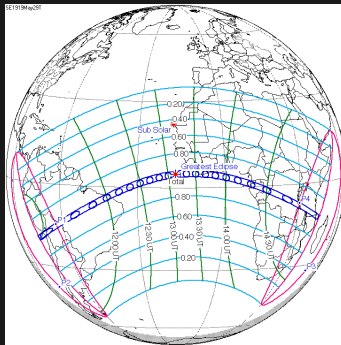 SE1919May29T
0.20
0.40
Sub Solar
0.60
0.80
Greatest Eclipse
Total
P1
P4
0.80
0.60
0.40
0.20
12:00 UT
12:30 UT
13:00 UT
13:30 UT
14:00 UT
14:30 UT
P2
P3